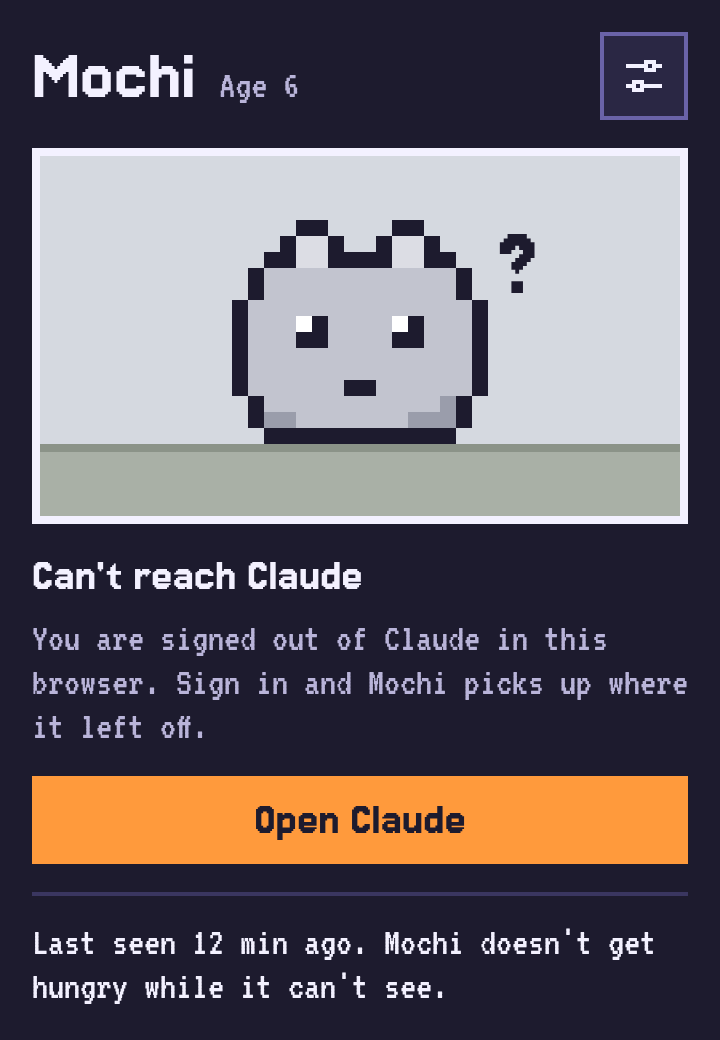 Mochi Age 6
?
Can't reach Claude
You are signed out of Claude in this
browser. Sign in and Mochi picks up where
it left off.
Open Claude
Last seen 12 min ago. Mochi doesn't get
hungry while it can't see.